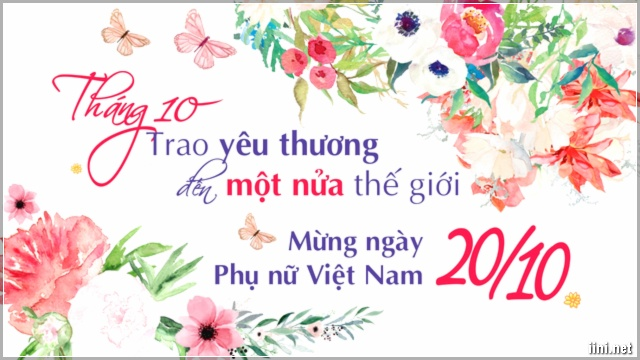 Tháng 10
Trao yêu thương
đến một nửa thế giới
Mừng ngày
Phụ nữ Việt Nam
20/10
iini.net